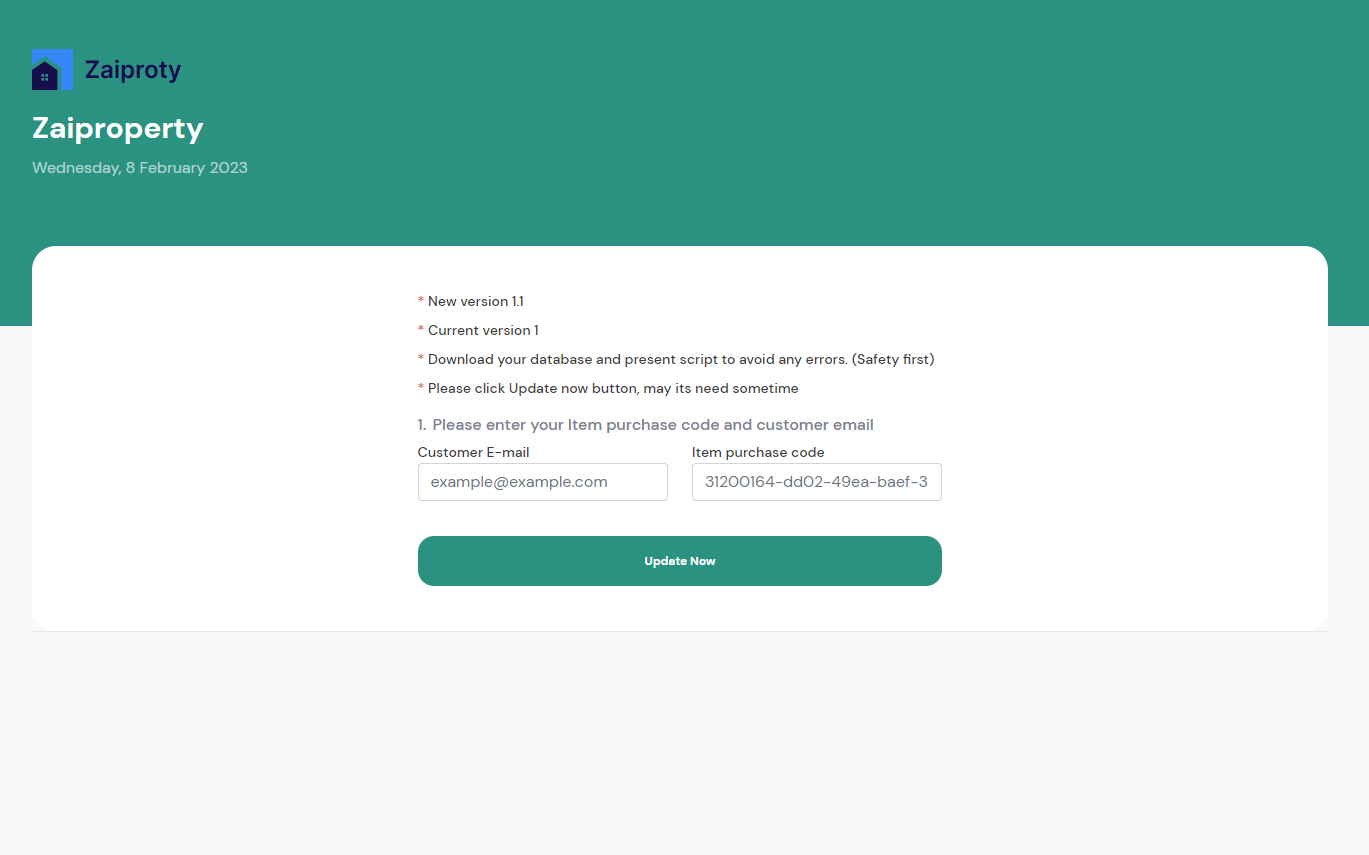 Zaiproty
Zaiproperty
Wednesday, 8 February 2023
* New version 1.1
* Current version 1
* Download your database and present script to avoid any errors. (Safety first)
* Please click Update now button, may its need sometime
1. Please enter your Item purchase code and customer email
Customer E-mail Item purchase code
example@example.com 31200164-dd02-49ea-baef-3
Update Now